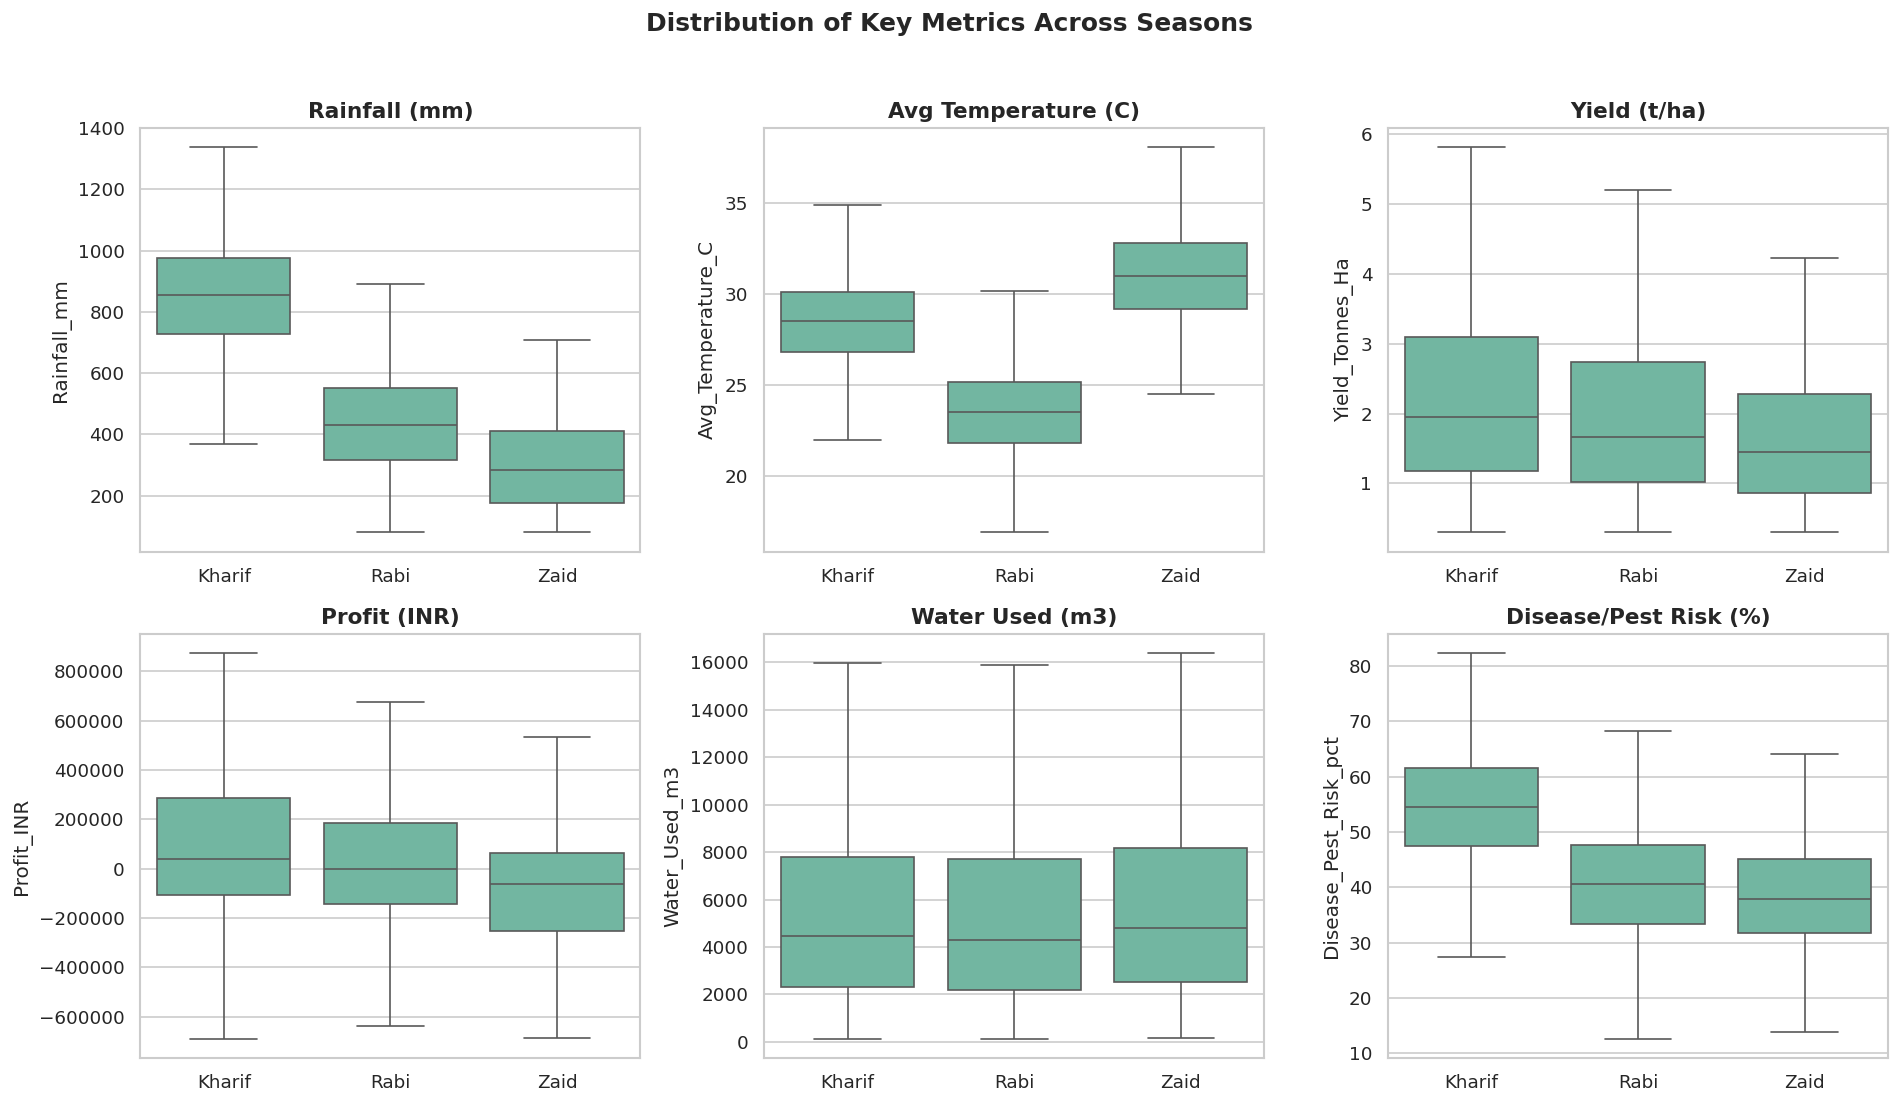 Distribution of Key Metrics Across Seasons
Rainfall (mm)
Rainfall_mm
1400
1200
1000
800
600
400
200
Kharif
Rabi
Zaid
Avg Temperature (C)
Avg_Temperature_C
35
30
25
20
Kharif
Rabi
Zaid
Yield (t/ha)
Yield_Tonnes_Ha
6
5
4
3
2
1
Kharif
Rabi
Zaid
Profit (INR)
Profit_INR
800000
600000
400000
200000
0
−200000
−400000
−600000
Kharif
Rabi
Zaid
Water Used (m3)
Water_Used_m3
16000
14000
12000
10000
8000
6000
4000
2000
0
Kharif
Rabi
Zaid
Disease/Pest Risk (%)
Disease_Pest_Risk_pct
80
70
60
50
40
30
20
10
Kharif
Rabi
Zaid